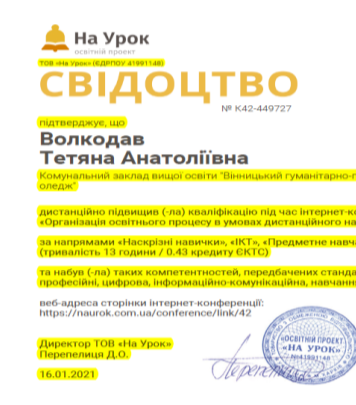 На Урок
освітній проект
ТОВ «На Урок» (ЄДРПОУ 41991148)
СВІДОЦТВО
№ К42-449727
підтверджує, що
Волкодав
Тетяна Анатоліївна
Комунальний заклад вищої освіти "Вінницький гуманітарно-п
оледж"
дистанційно підвищив (-ла) кваліфікацію під час інтернет-к
«Організація освітнього процесу в умовах дистанційного на
за напрямами «Наскрізні навички», «ІКТ», «Предметне навч
(тривалість 13 години / 0.43 кредиту ЄКТС)
та набув (-ла) таких компетентностей, передбачених станда
професійні, цифрова, інформаційно-комунікаційна, навчанн
веб-адреса сторінки інтернет-конференції:
https://naurok.com.ua/conference/link/42
Директор ТОВ «На Урок»
Перепелиця Д.О.
16.01.2021
«ОСВІТНІЙ ПРОЕКТ
«НА УРОК»
№41991148